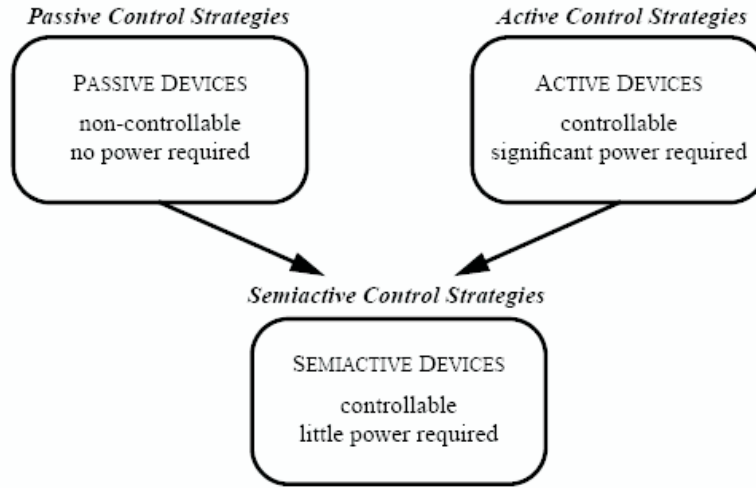 Passive Control Strategies
Active Control Strategies
PASSIVE DEVICES
non-controllable
no power required
ACTIVE DEVICES
controllable
significant power required
Semiactive Control Strategies
SEMIACTIVE DEVICES
controllable
little power required